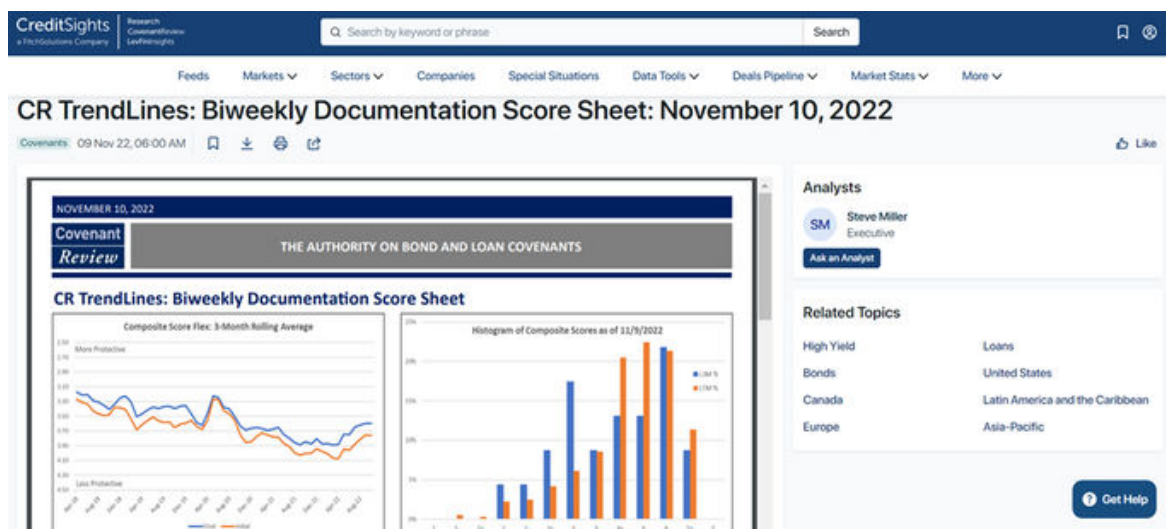 CreditSights
a FitchSolutions Company
Research
CovenantReview
LevFinInsights
Search by keyword or phrase
Search
Feeds Markets Sectors Companies Special Situations Data Tools Deals Pipeline Market Stats More
CR TrendLines: Biweekly Documentation Score Sheet: November 10, 2022
Covenants 09 Nov 22, 06:00 AM
Like
NOVEMBER 10, 2022
Covenant
Review
THE AUTHORITY ON BOND AND LOAN COVENANTS
CR TrendLines: Biweekly Documentation Score Sheet
Composite Score Flex: 3-Month Rolling Average
More Protective
Less Protective
Final Initial
Histogram of Composite Scores as of 11/9/2022
L3M %
LTM %
Analysts
SM
Steve Miller
Executive
Ask an Analyst
Related Topics
High Yield Loans
Bonds United States
Canada Latin America and the Caribbean
Europe Asia-Pacific
Get Help